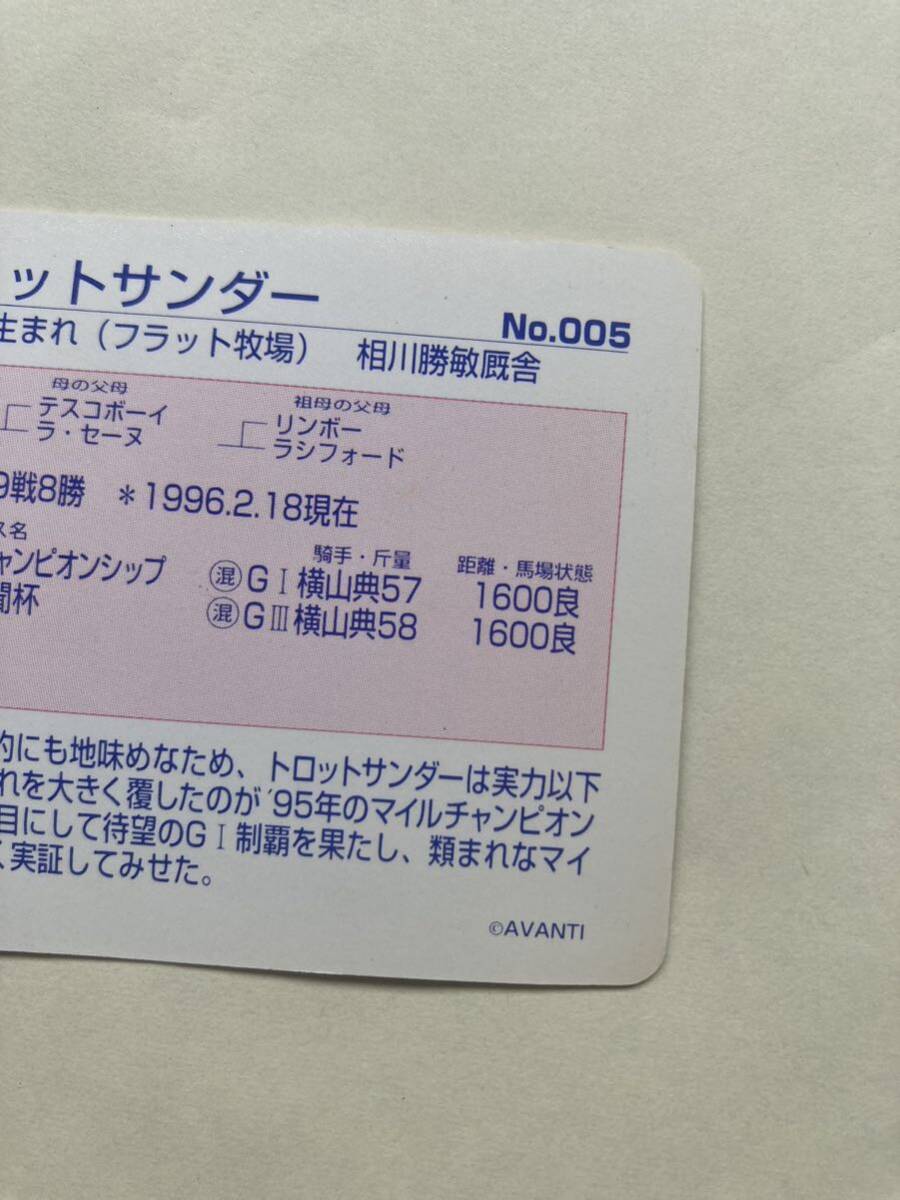 ットサンダー
No.005
生まれ（フラット牧場） 相川勝敏厩舎
母の父母
テスコボーイ
ラ・セーヌ
祖母の父母
リンボー
ラシフォード
9戦8勝 ＊1996.2.18現在
ス名 騎手・斤量 距離・馬場状態
ャンピオンシップ ㊣混 GⅠ横山典57 1600良
聞杯 混 GⅢ横山典58 1600良
的にも地味めなため、トロットサンダーは実力以下
れを大きく覆したのが'95年のマイルチャンピオン
目にして待望のGⅠ制覇を果たし、類まれなマイ
く実証してみせた。
©AVANTI